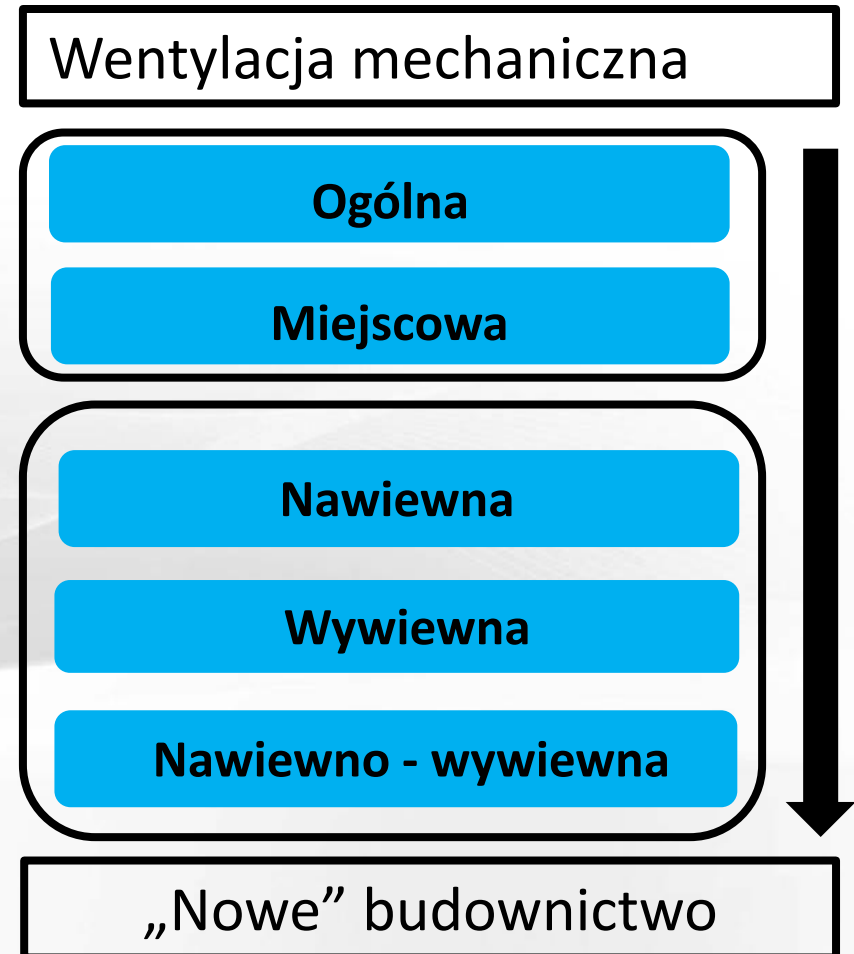 Wentylacja mechaniczna
Ogólna
Miejscowa
Nawiewna
Wywiewna
Nawiewno - wywiewna
„Nowe” budownictwo